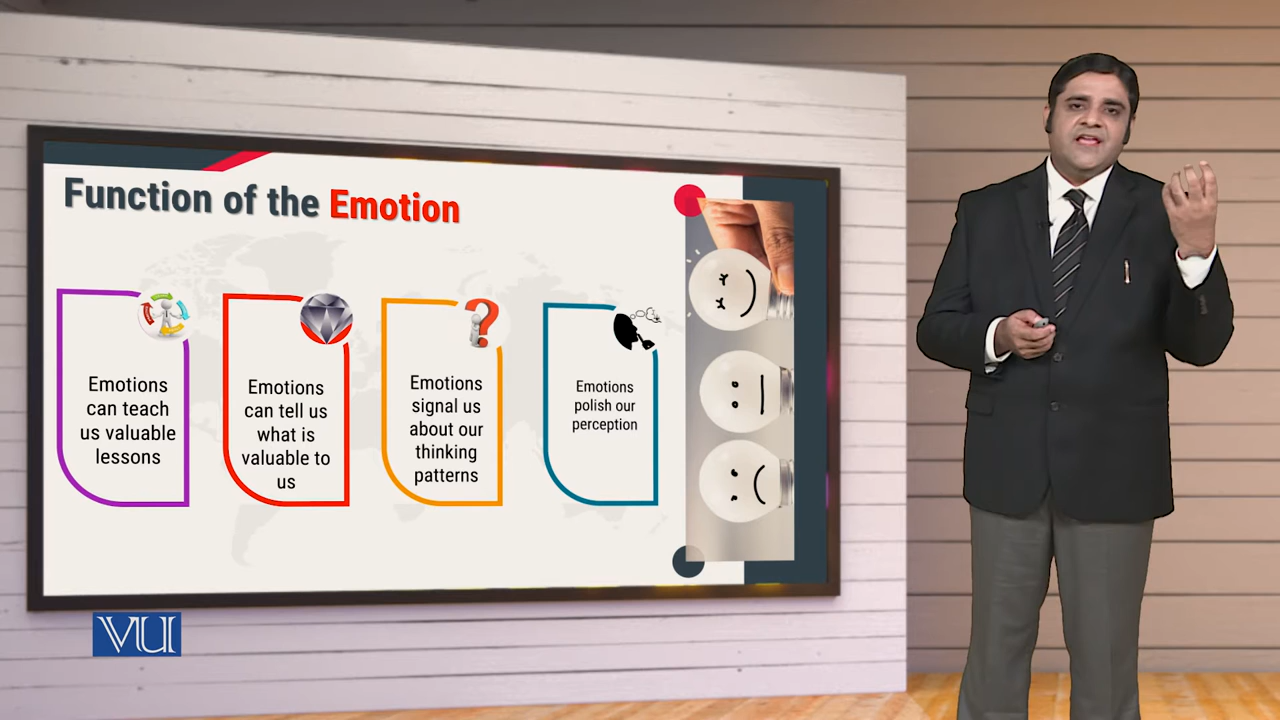 Function of the Emotion
Emotions
can teach
us valuable
lessons
Emotions
can tell us
what is
valuable to
us
Emotions
signal us
about our
thinking
patterns
Emotions
polish our
perception
VU